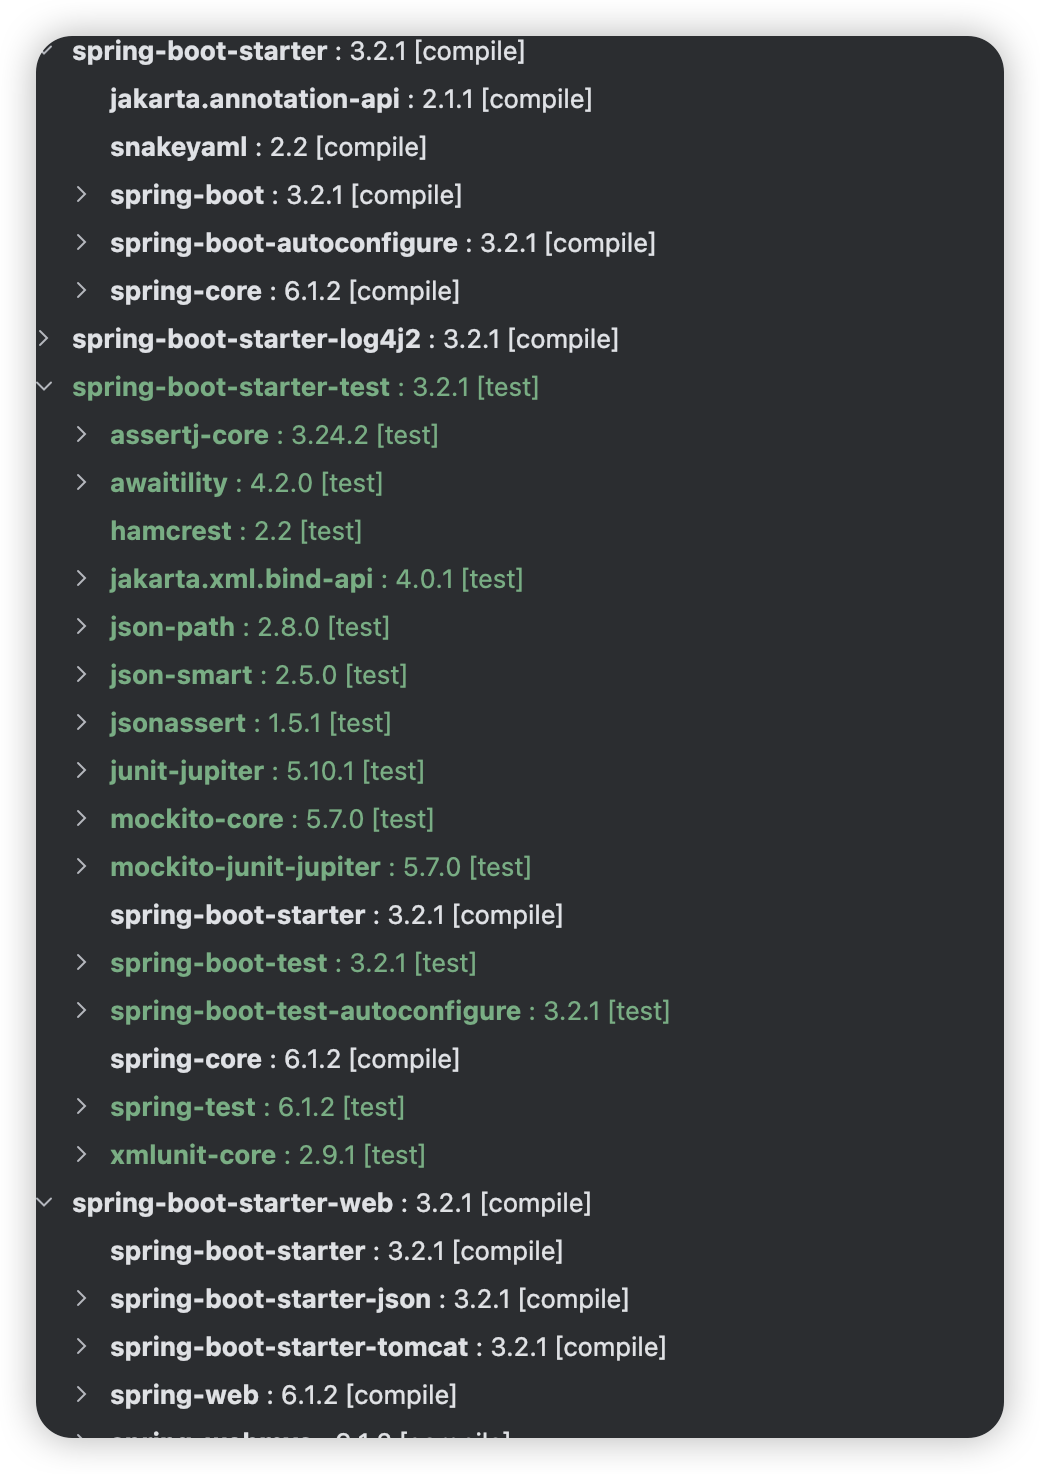 spring-boot-starter : 3.2.1 [compile]
jakarta.annotation-api : 2.1.1 [compile]
snakeyaml : 2.2 [compile]
spring-boot : 3.2.1 [compile]
spring-boot-autoconfigure : 3.2.1 [compile]
spring-core : 6.1.2 [compile]
spring-boot-starter-log4j2 : 3.2.1 [compile]
spring-boot-starter-test : 3.2.1 [test]
assertj-core : 3.24.2 [test]
awaitility : 4.2.0 [test]
hamcrest : 2.2 [test]
jakarta.xml.bind-api : 4.0.1 [test]
json-path : 2.8.0 [test]
json-smart : 2.5.0 [test]
jsonassert : 1.5.1 [test]
junit-jupiter : 5.10.1 [test]
mockito-core : 5.7.0 [test]
mockito-junit-jupiter : 5.7.0 [test]
spring-boot-starter : 3.2.1 [compile]
spring-boot-test : 3.2.1 [test]
spring-boot-test-autoconfigure : 3.2.1 [test]
spring-core : 6.1.2 [compile]
spring-test : 6.1.2 [test]
xmlunit-core : 2.9.1 [test]
spring-boot-starter-web : 3.2.1 [compile]
spring-boot-starter : 3.2.1 [compile]
spring-boot-starter-json : 3.2.1 [compile]
spring-boot-starter-tomcat : 3.2.1 [compile]
spring-web : 6.1.2 [compile]